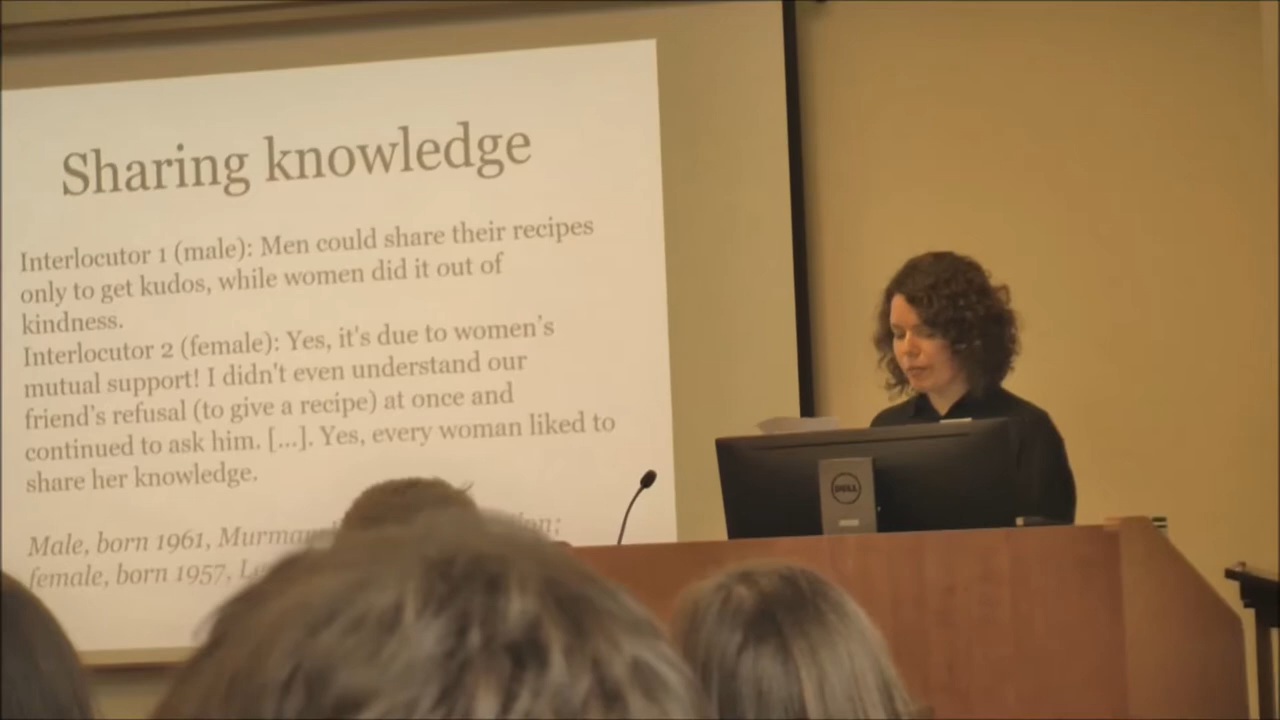 Sharing knowledge
Interlocutor 1 (male): Men could share their recipes
only to get kudos, while women did it out of
kindness.
Interlocutor 2 (female): Yes, it's due to women’s
mutual support! I didn't even understand our
friend’s refusal (to give a recipe) at once and
continued to ask him. [...]. Yes, every woman liked to
share her knowledge.
Male, born 1961,
female, born 1957,
DELL